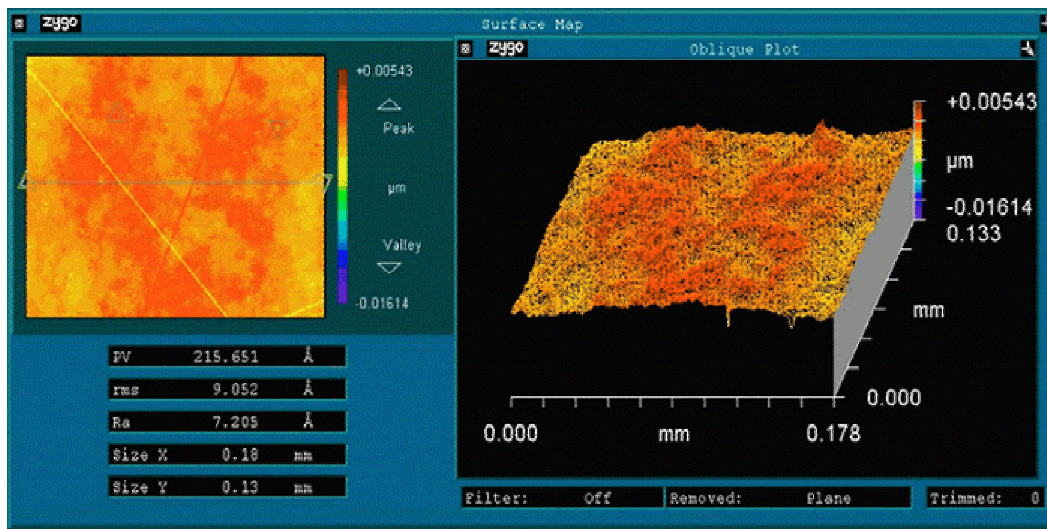 zygo Surface Map
zygo Oblique Plot
+0.00543
Peak
µm
Valley
-0.01614
+0.00543
µm
-0.01614
0.133
mm
0.000
0.000 mm 0.178
PV 215.651 Å
rms 9.052 Å
Ra 7.205 Å
Size X 0.18 mm
Size Y 0.13 mm
Filter: Off Removed: Plane Trimmed: 0